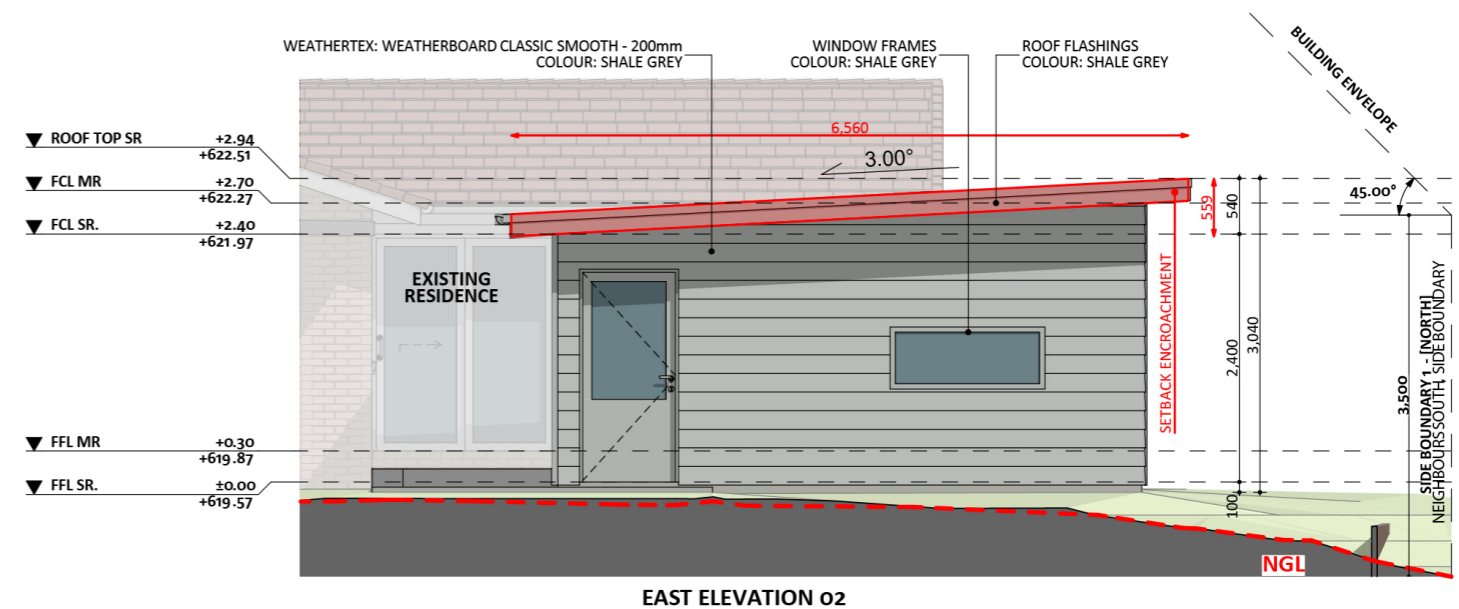 WEATHERTEX: WEATHERBOARD CLASSIC SMOOTH - 200mm
COLOUR: SHALE GREY
WINDOW FRAMES
COLOUR: SHALE GREY
ROOF FLASHINGS
COLOUR: SHALE GREY
BUILDING ENVELOPE
ROOF TOP SR +2.94
+622.51
FCL MR +2.70
+622.27
FCL SR. +2.40
+621.97
FFL MR +0.30
+619.87
FFL SR. ±0.00
+619.57
6,560
3.00°
EXISTING
RESIDENCE
SETBACK ENCROACHMENT
559
540
2,400
3,040
100
45.00°
3,500
SIDE BOUNDARY 1 - [NORTH]
NEIGHBOURSSOUTH, SIDEBOUNDARY
NGL
EAST ELEVATION 02